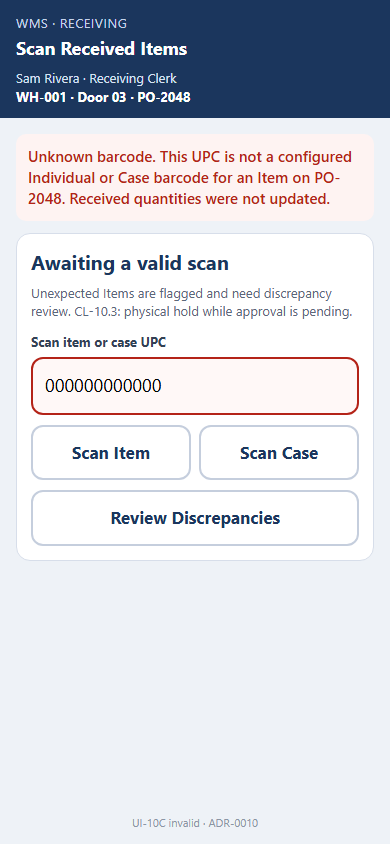 WMS · RECEIVING
Scan Received Items
Sam Rivera · Receiving Clerk
WH-001 · Door 03 · PO-2048
Unknown barcode. This UPC is not a configured
Individual or Case barcode for an Item on PO-
2048. Received quantities were not updated.
Awaiting a valid scan
Unexpected Items are flagged and need discrepancy
review. CL-10.3: physical hold while approval is pending.
Scan item or case UPC
000000000000
Scan Item
Scan Case
Review Discrepancies
UI-10C invalid · ADR-0010